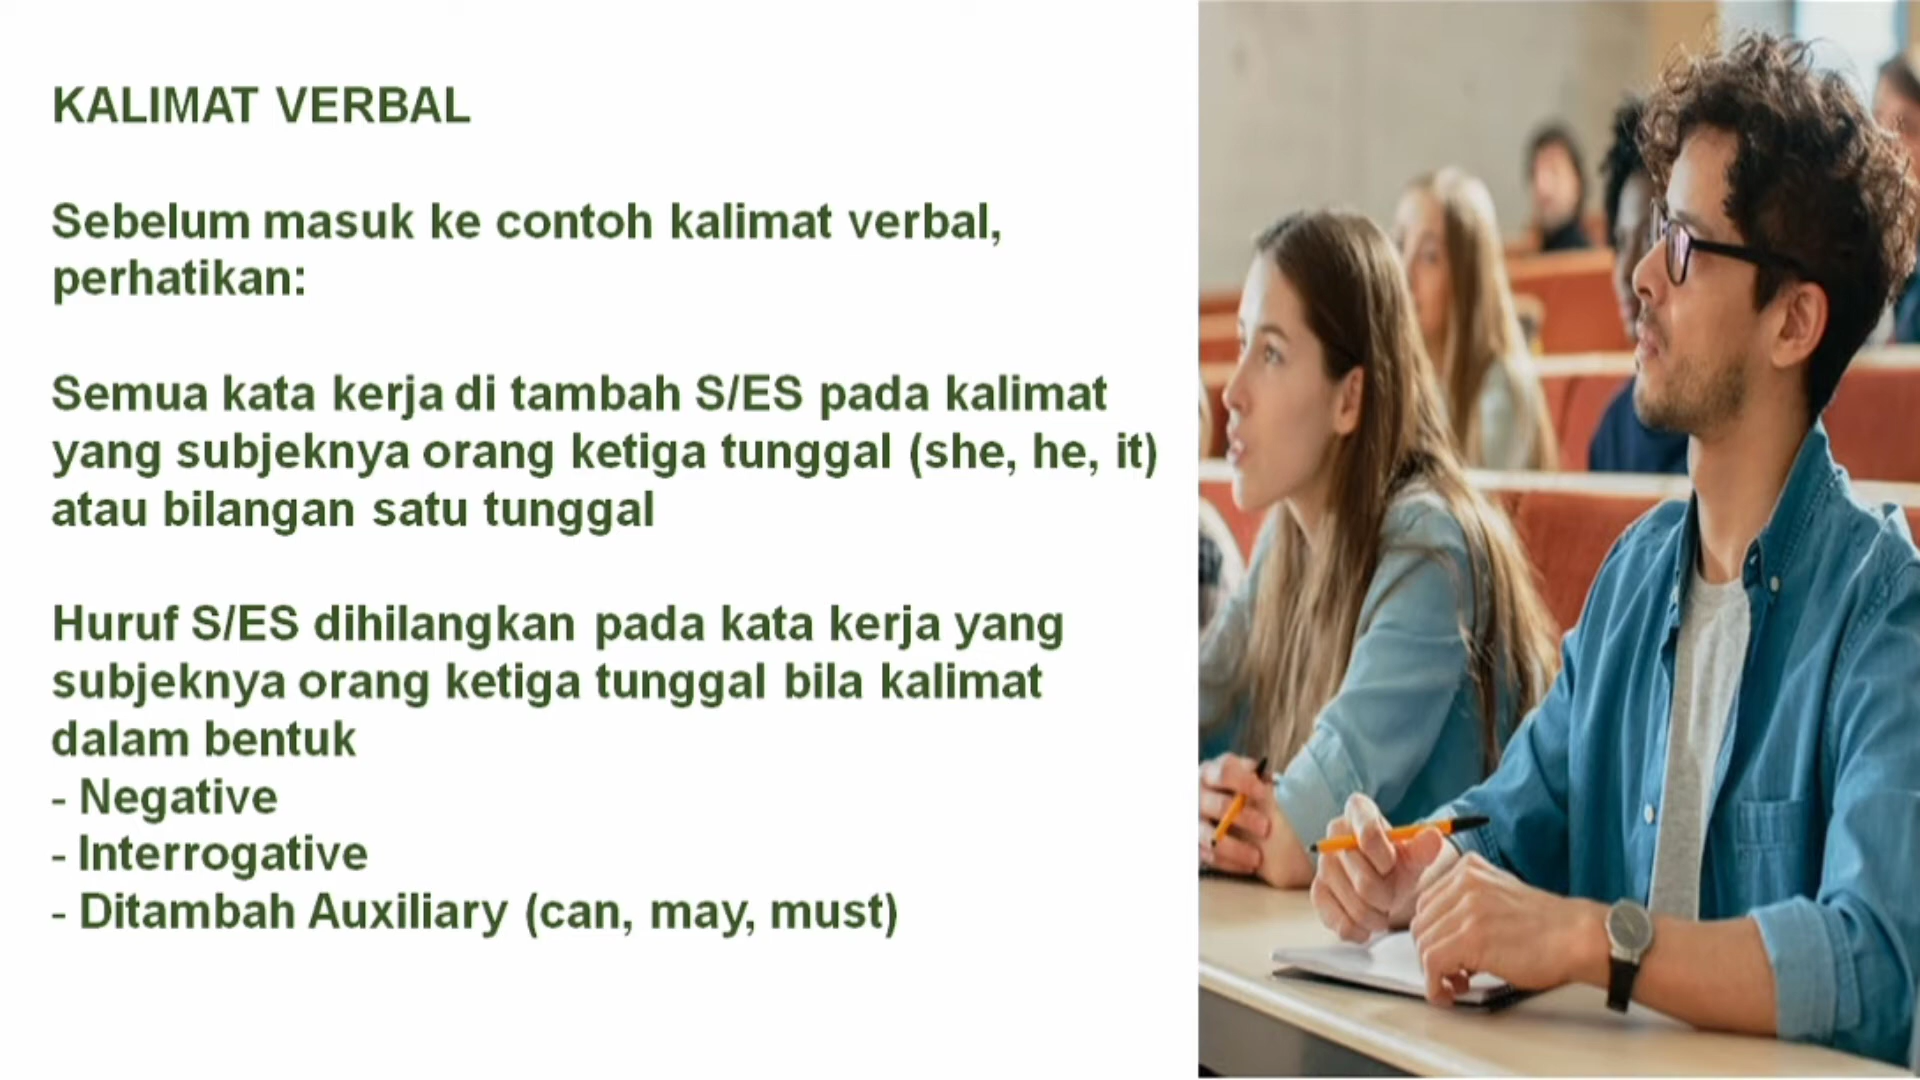 KALIMAT VERBAL
Sebelum masuk ke contoh kalimat verbal,
perhatikan:
Semua kata kerja di tambah S/ES pada kalimat
yang subjeknya orang ketiga tunggal (she, he, it)
atau bilangan satu tunggal
Huruf S/ES dihilangkan pada kata kerja yang
subjeknya orang ketiga tunggal bila kalimat
dalam bentuk
- Negative
- Interrogative
- Ditambah Auxiliary (can, may, must)